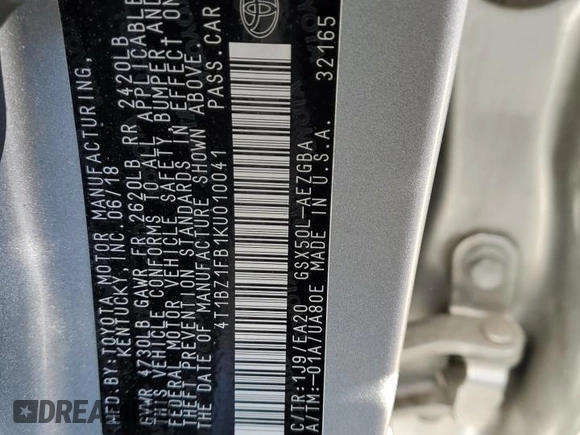 MFD.BY:TOYOTA MOTOR MANUFACTURING,
KENTUCKY, INC. 06/18
GVWR 4730LB GAWR FR 2620LB RR 2420LB
THIS VEHICLE CONFORMS TO ALL APPLICABLE
FEDERAL MOTOR VEHICLE SAFETY, BUMPER AND
THEFT PREVENTION STANDARDS IN EFFECT ON
THE DATE OF MANUFACTURE SHOWN ABOVE.
4T1BZ1FB1KU010041 PASS.CAR
C/TR:1J9/EA20 GSX50L-AEZGBA
A/TM:-01A/UA80E MADE IN U.S.A.
32165
DREAM